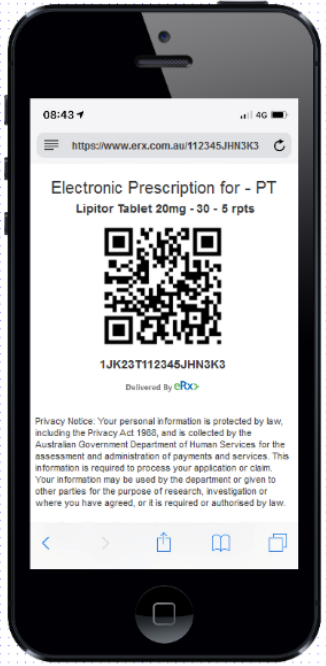 08:43
4G
https://www.erx.com.au/112345JHN3K3
Electronic Prescription for - PT
Lipitor Tablet 20mg - 30 - 5 rpts
1JK23T112345JHN3K3
Delivered By eRx
Privacy Notice: Your personal information is protected by law,
including the Privacy Act 1988, and is collected by the
Australian Government Department of Human Services for the
assessment and administration of payments and services. This
information is required to process your application or claim.
Your information may be used by the department or given to
other parties for the purpose of research, investigation or
where you have agreed, or it is required or authorised by law.